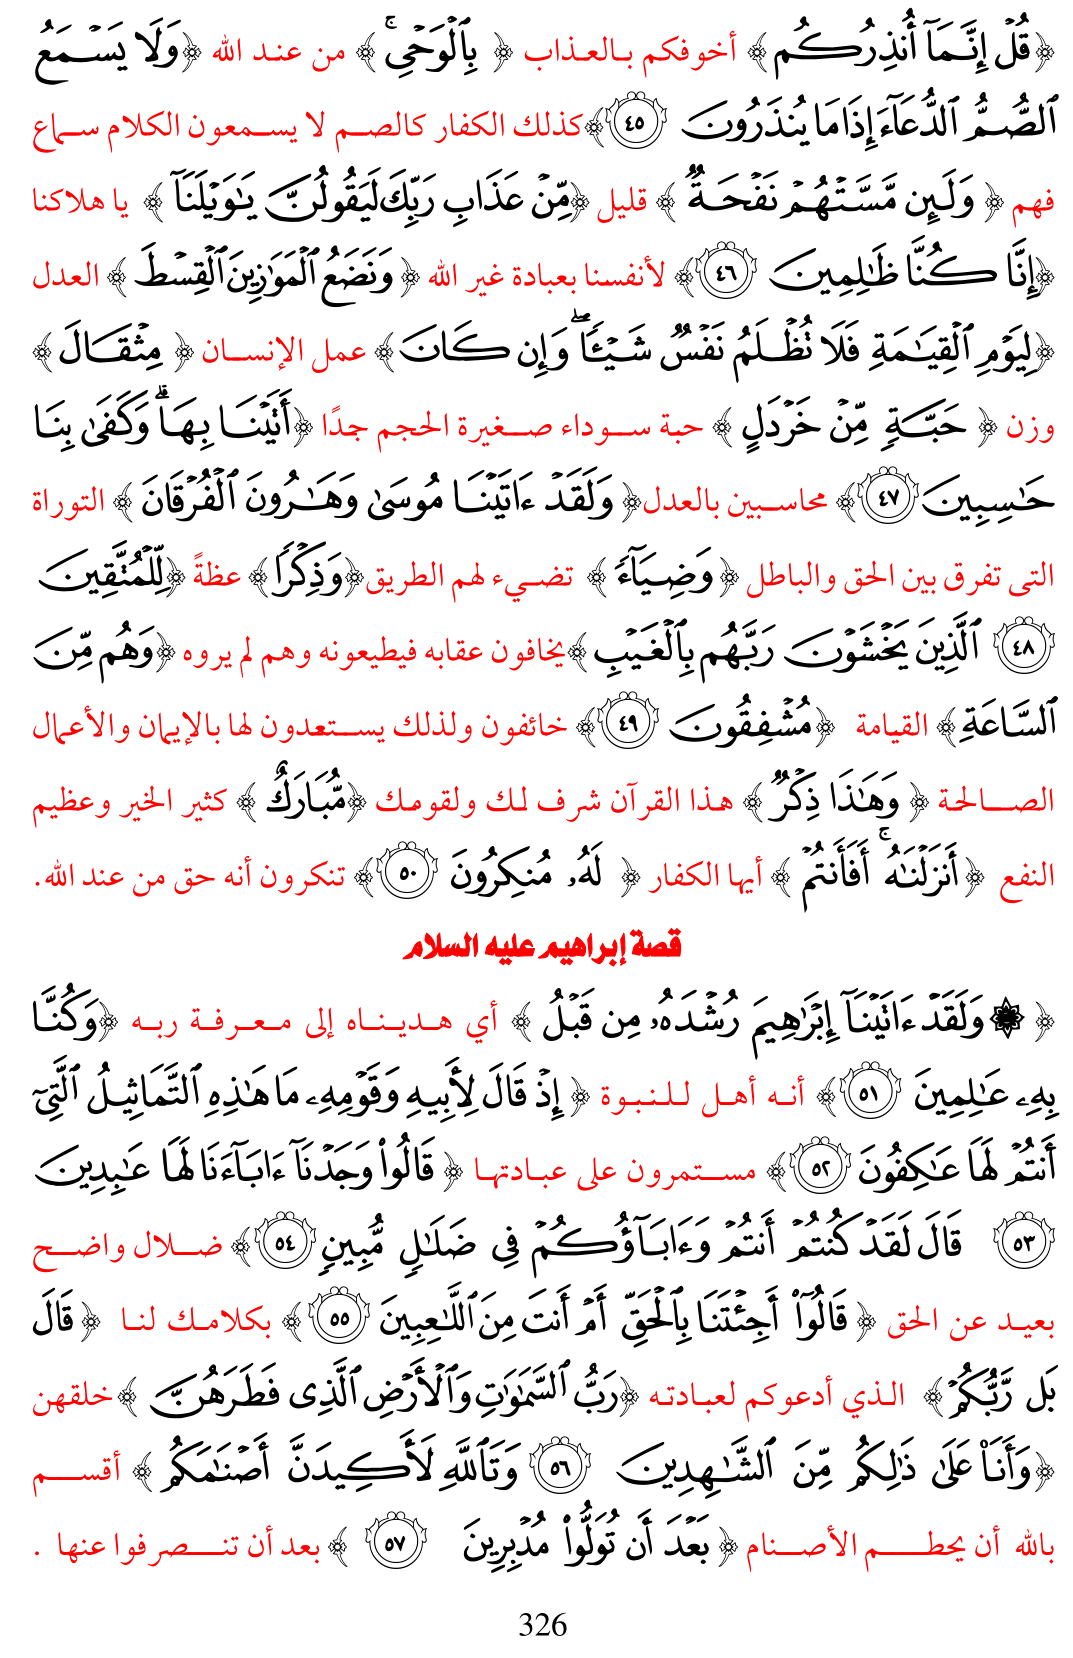 ﴿قُلْ إِنَّمَآ أُنذِرُكُم﴾ أخوفكم بالعذاب ﴿ بِٱلْوَحْىِ ۚ ﴾ من عند الله ﴿وَلَا يَسْمَعُ
ٱلصُّمُّ ٱلدُّعَآءَ إِذَا مَا يُنذَرُونَ ٤٥﴾كذلك الكفار كالصم لا يسمعون الكلام سماع
فهم ﴿ وَلَئِن مَّسَّتْهُمْ نَفْحَةٌ ﴾ قليل ﴿مِّنْ عَذَابِ رَبِّكَ لَيَقُولُنَّ يَٰوَيْلَنَآ ﴾ يا هلاكنا
﴿إِنَّا كُنَّا ظَٰلِمِينَ ٤٦﴾ لأنفسنا بعبادة غير الله ﴿ وَنَضَعُ ٱلْمَوَٰزِينَ ٱلْقِسْطَ ﴾ العدل
﴿لِيَوْمِ ٱلْقِيَٰمَةِ فَلَا تُظْلَمُ نَفْسٌ شَيْـًٔا ۖ وَإِن كَانَ﴾ عمل الإنسان ﴿ مِثْقَالَ ﴾
وزن ﴿ حَبَّةٍ مِّنْ خَرْدَلٍ ﴾ حبة سوداء صغيرة الحجم جدًا ﴿أَتَيْنَا بِهَا ۗ وَكَفَىٰ بِنَا
حَٰسِبِينَ ٤٧﴾ محاسبين بالعدل﴿ وَلَقَدْ ءَاتَيْنَا مُوسَىٰ وَهَٰرُونَ ٱلْفُرْقَانَ ﴾ التوراة
التى تفرق بين الحق والباطل ﴿ وَضِيَآءً ﴾ تضيء لهم الطريق﴿وَذِكْرًا﴾ عظةً ﴿لِّلْمُتَّقِينَ
٤٨ ٱلَّذِينَ يَخْشَوْنَ رَبَّهُم بِٱلْغَيْبِ ﴾يخافون عقابه فيطيعونه وهم لم يروه ﴿وَهُم مِّنَ
ٱلسَّاعَةِ﴾ القيامة ﴿مُشْفِقُونَ ٤٩﴾ خائفون ولذلك يستعدون لها بالإيمان والأعمال
الصالحة ﴿ وَهَٰذَا ذِكْرٌ ﴾ هذا القرآن شرف لك ولقومك ﴿مُّبَارَكٌ ﴾ كثير الخير وعظيم
النفع ﴿أَنزَلْنَٰهُ ۚ أَفَأَنتُمْ ﴾ أيها الكفار ﴿ لَهُۥ مُنكِرُونَ ٥٠﴾ تنكرون أنه حق من عند الله.
قصة إبراهيم عليه السلام
﴿ ۞ وَلَقَدْ ءَاتَيْنَآ إِبْرَٰهِيمَ رُشْدَهُۥ مِن قَبْلُ ﴾ أي هديناه إلى معرفة ربه ﴿وَكُنَّا
بِهِۦ عَٰلِمِينَ ٥١﴾ أنه أهل للنبوة ﴿ إِذْ قَالَ لِأَبِيهِ وَقَوْمِهِۦ مَا هَٰذِهِ ٱلتَّمَاثِيلُ ٱلَّتِىٓ
أَنتُمْ لَهَا عَٰكِفُونَ ٥٢﴾ مستمرون على عبادتها ﴿ قَالُوا۟ وَجَدْنَآ ءَابَآءَنَا لَهَا عَٰبِدِينَ
٥٣ قَالَ لَقَدْ كُنتُمْ أَنتُمْ وَءَابَآؤُكُمْ فِى ضَلَٰلٍ مُّبِينٍ ٥٤﴾ ضلال واضح
بعيد عن الحق ﴿ قَالُوٓا۟ أَجِئْتَنَا بِٱلْحَقِّ أَمْ أَنتَ مِنَ ٱللَّٰعِبِينَ ٥٥﴾ بكلامك لنا ﴿ قَالَ
بَل رَّبُّكُمْ﴾ الذي أدعوكم لعبادته ﴿رَبُّ ٱلسَّمَٰوَٰتِ وَٱلْأَرْضِ ٱلَّذِى فَطَرَهُنَّ ﴾خلقهن
﴿وَأَنَا۠ عَلَىٰ ذَٰلِكُم مِّنَ ٱلشَّٰهِدِينَ ٥٦ وَتَٱللَّهِ لَأَكِيدَنَّ أَصْنَٰمَكُم ﴾ أقسم
بالله أن يحطم الأصنام ﴿ بَعْدَ أَن تُوَلُّوا۟ مُدْبِرِينَ ٥٧ ﴾ بعد أن تنصرفوا عنها .
326